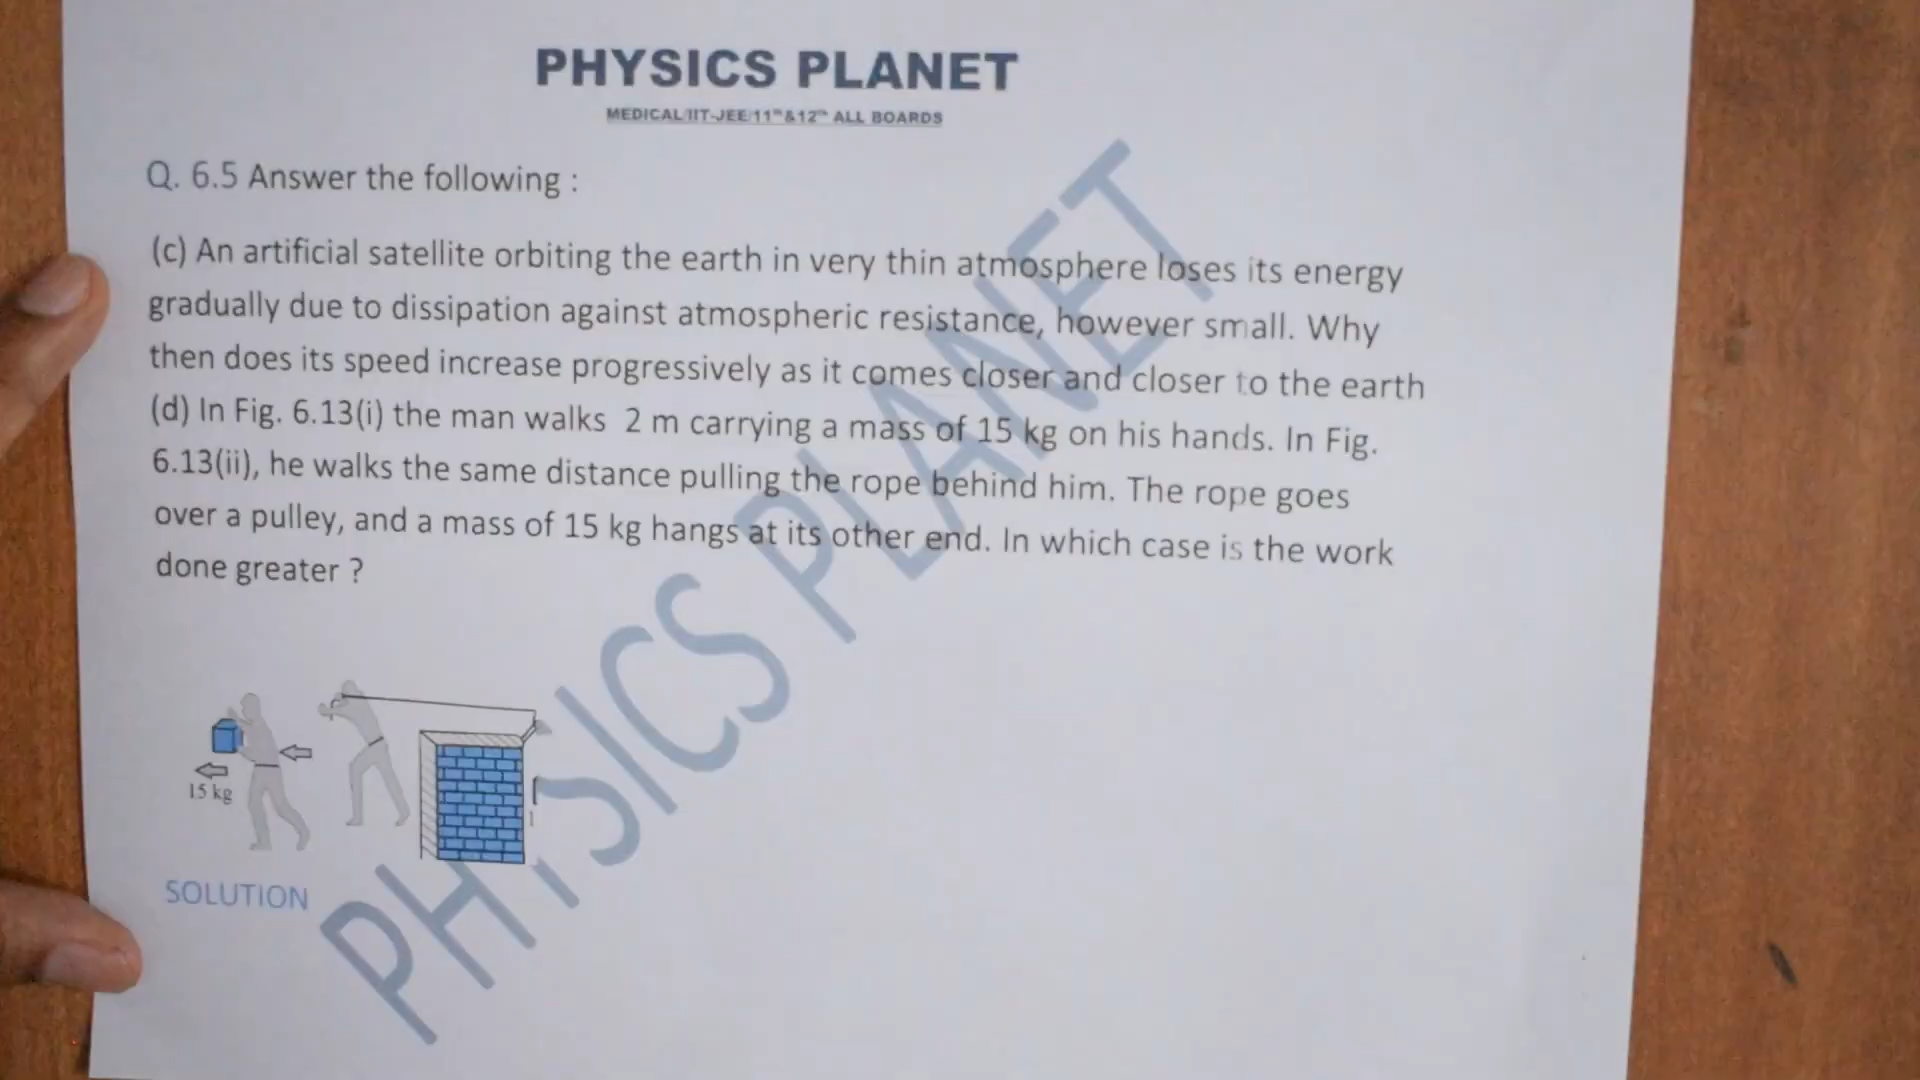 PHYSICS PLANET
MEDICAL/IIT-JEE/11th&12th ALL BOARDS
Q. 6.5 Answer the following :
(c) An artificial satellite orbiting the earth in very thin atmosphere loses its energy
gradually due to dissipation against atmospheric resistance, however small. Why
then does its speed increase progressively as it comes closer and closer to the earth
(d) In Fig. 6.13(i) the man walks 2 m carrying a mass of 15 kg on his hands. In Fig.
6.13(ii), he walks the same distance pulling the rope behind him. The rope goes
over a pulley, and a mass of 15 kg hangs at its other end. In which case is the work
done greater ?
15 kg
SOLUTION
PHYSICS PLANET